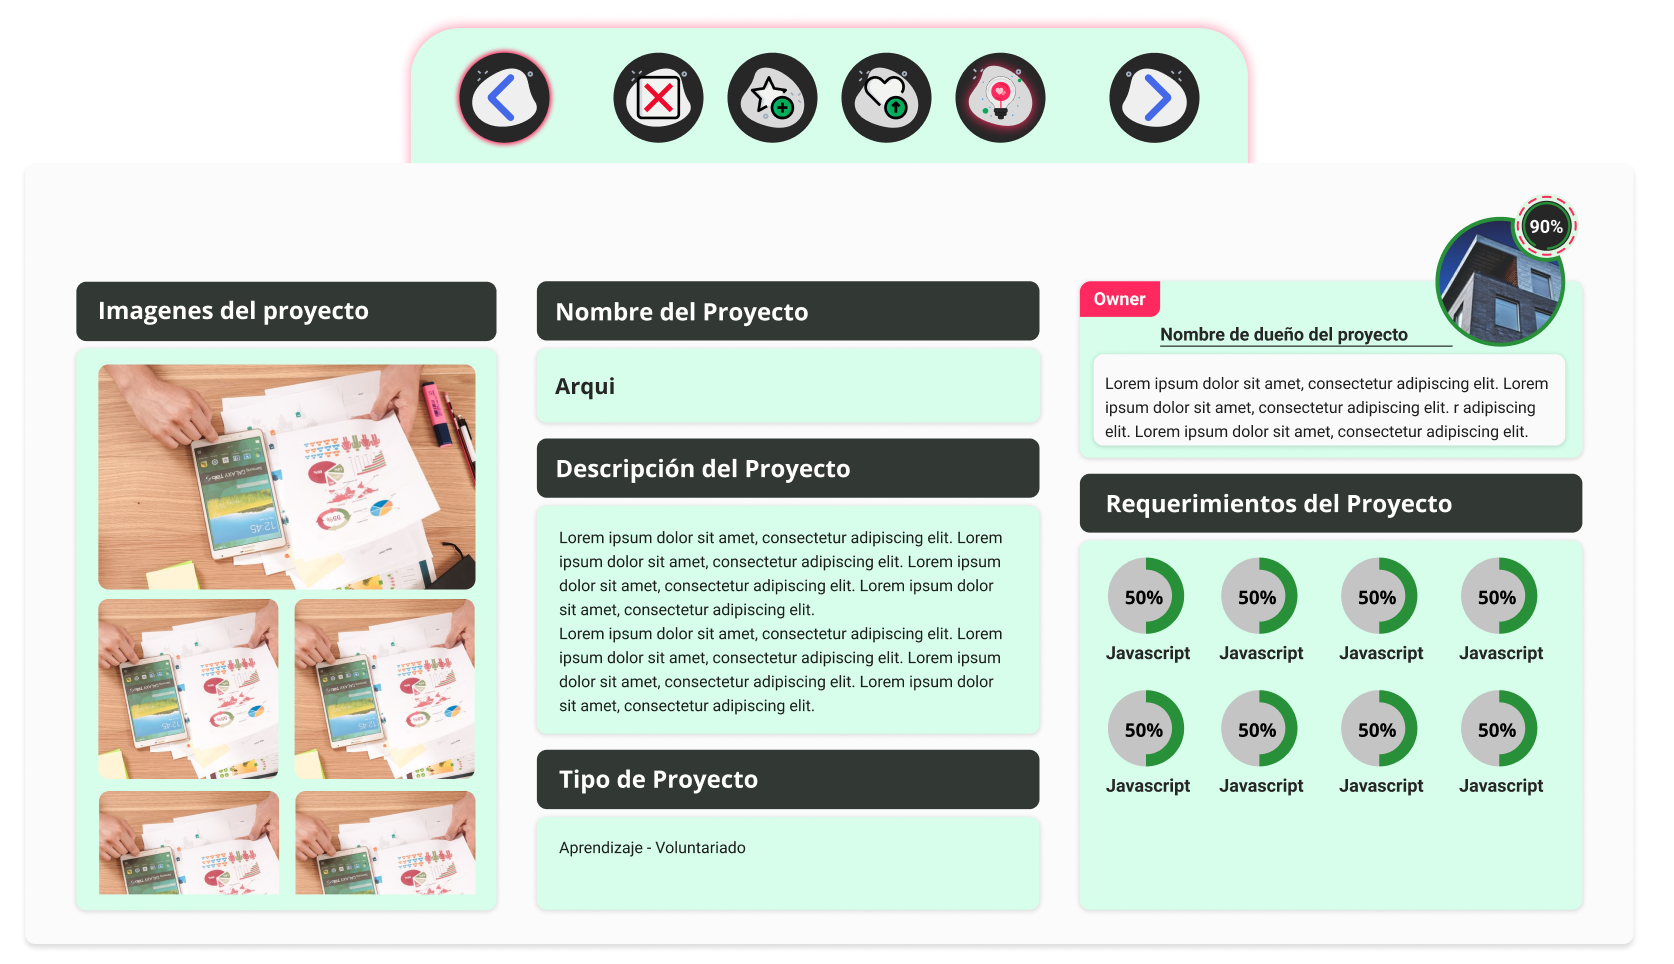 90%
Imagenes del proyecto
Nombre del Proyecto
Arqui
Descripción del Proyecto
Lorem ipsum dolor sit amet, consectetur adipiscing elit. Lorem
ipsum dolor sit amet, consectetur adipiscing elit. Lorem ipsum
dolor sit amet, consectetur adipiscing elit. Lorem ipsum dolor
sit amet, consectetur adipiscing elit.
Lorem ipsum dolor sit amet, consectetur adipiscing elit. Lorem
ipsum dolor sit amet, consectetur adipiscing elit. Lorem ipsum
dolor sit amet, consectetur adipiscing elit. Lorem ipsum dolor
sit amet, consectetur adipiscing elit.
Tipo de Proyecto
Aprendizaje - Voluntariado
Owner
Nombre de dueño del proyecto
Lorem ipsum dolor sit amet, consectetur adipiscing elit. Lorem
ipsum dolor sit amet, consectetur adipiscing elit. r adipiscing
elit. Lorem ipsum dolor sit amet, consectetur adipiscing elit.
Requerimientos del Proyecto
50% 50% 50% 50%
Javascript Javascript Javascript Javascript
50% 50% 50% 50%
Javascript Javascript Javascript Javascript